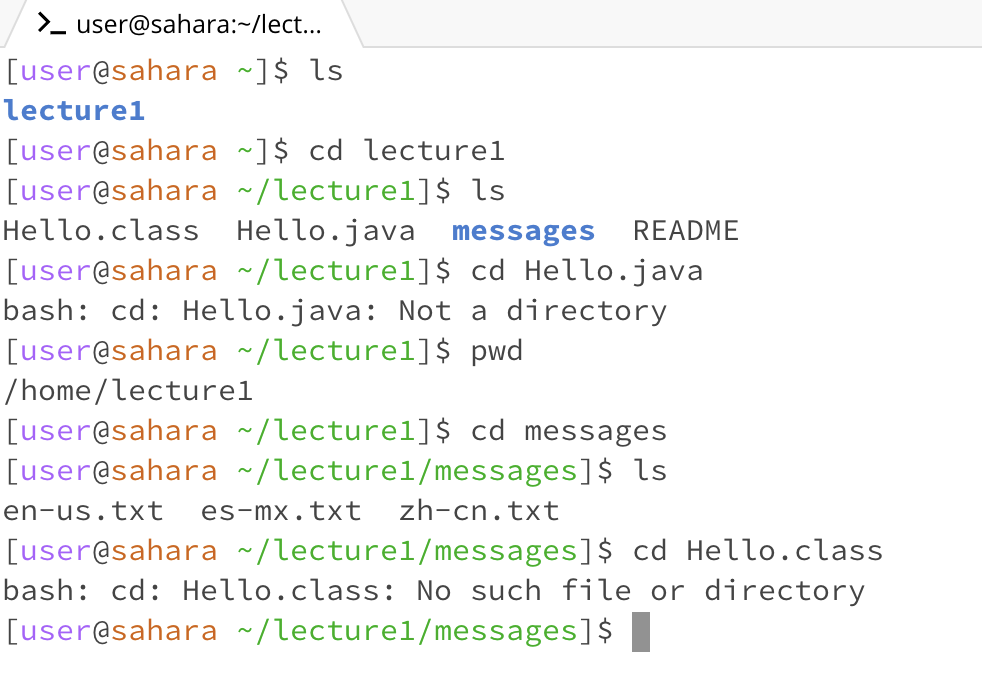 >_ user@sahara:~/lect...
[user@sahara ~]$ ls
lecture1
[user@sahara ~]$ cd lecture1
[user@sahara ~/lecture1]$ ls
Hello.class  Hello.java  messages  README
[user@sahara ~/lecture1]$ cd Hello.java
bash: cd: Hello.java: Not a directory
[user@sahara ~/lecture1]$ pwd
/home/lecture1
[user@sahara ~/lecture1]$ cd messages
[user@sahara ~/lecture1/messages]$ ls
en-us.txt  es-mx.txt  zh-cn.txt
[user@sahara ~/lecture1/messages]$ cd Hello.class
bash: cd: Hello.class: No such file or directory
[user@sahara ~/lecture1/messages]$